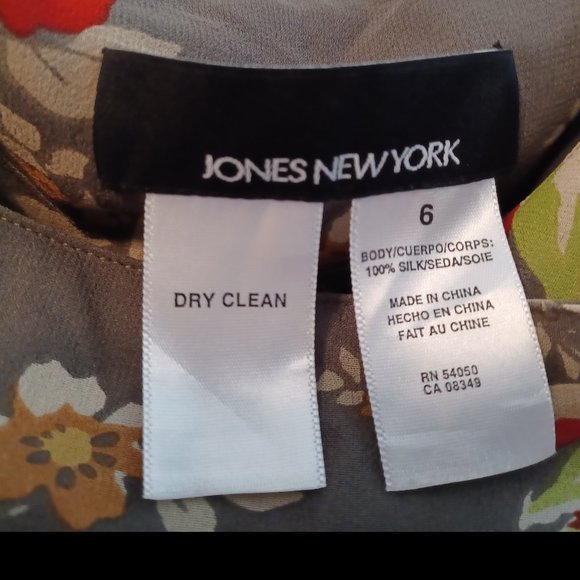 JONES NEW YORK
DRY CLEAN
6
BODY/CUERPO/CORPS:
100% SILK/SEDA/SOIE
MADE IN CHINA
HECHO EN CHINA
FAIT AU CHINE
RN 54050
CA 08349